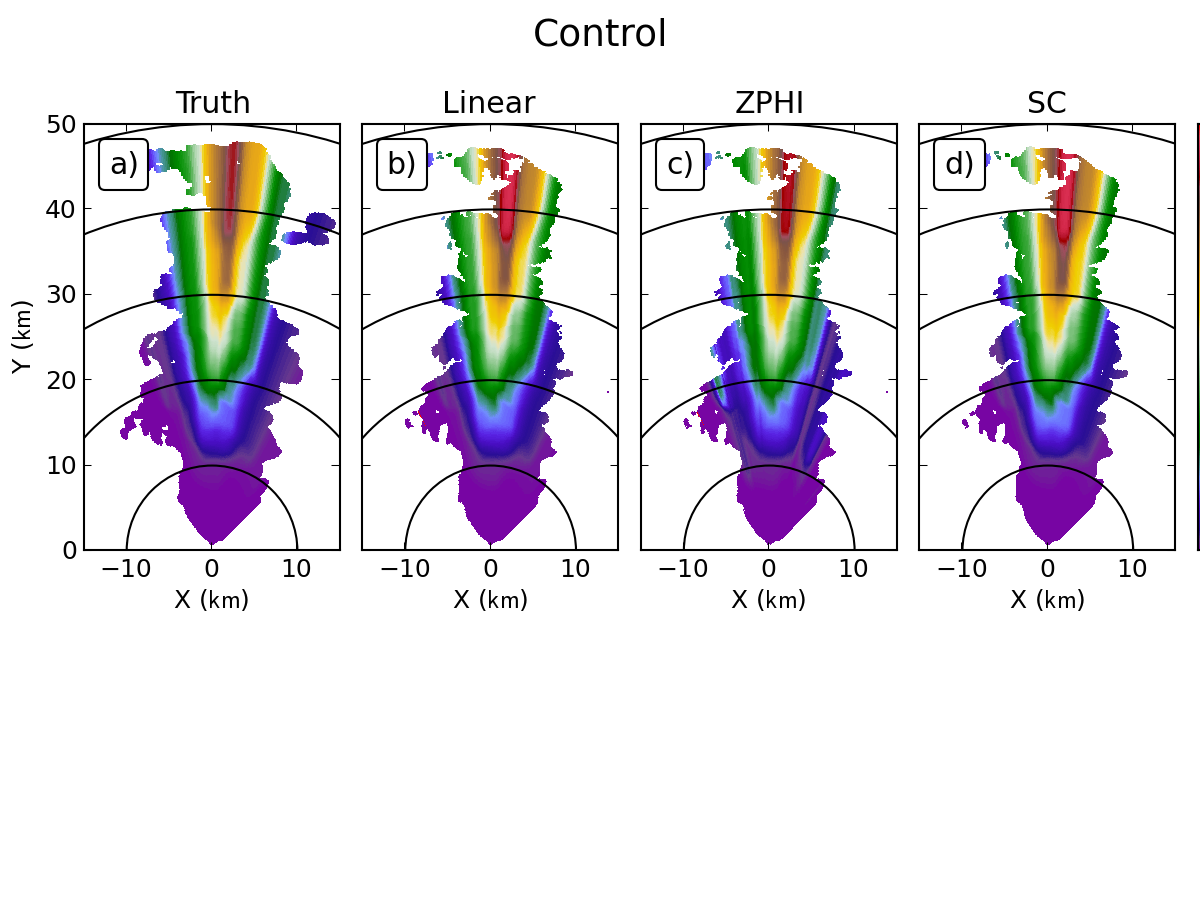 Control
Truth Linear ZPHI SC
a) b) c) d)
50
40
30
20
10
0
Y (km)
−10 0 10 −10 0 10 −10 0 10 −10 0 10
X (km) X (km) X (km) X (km)